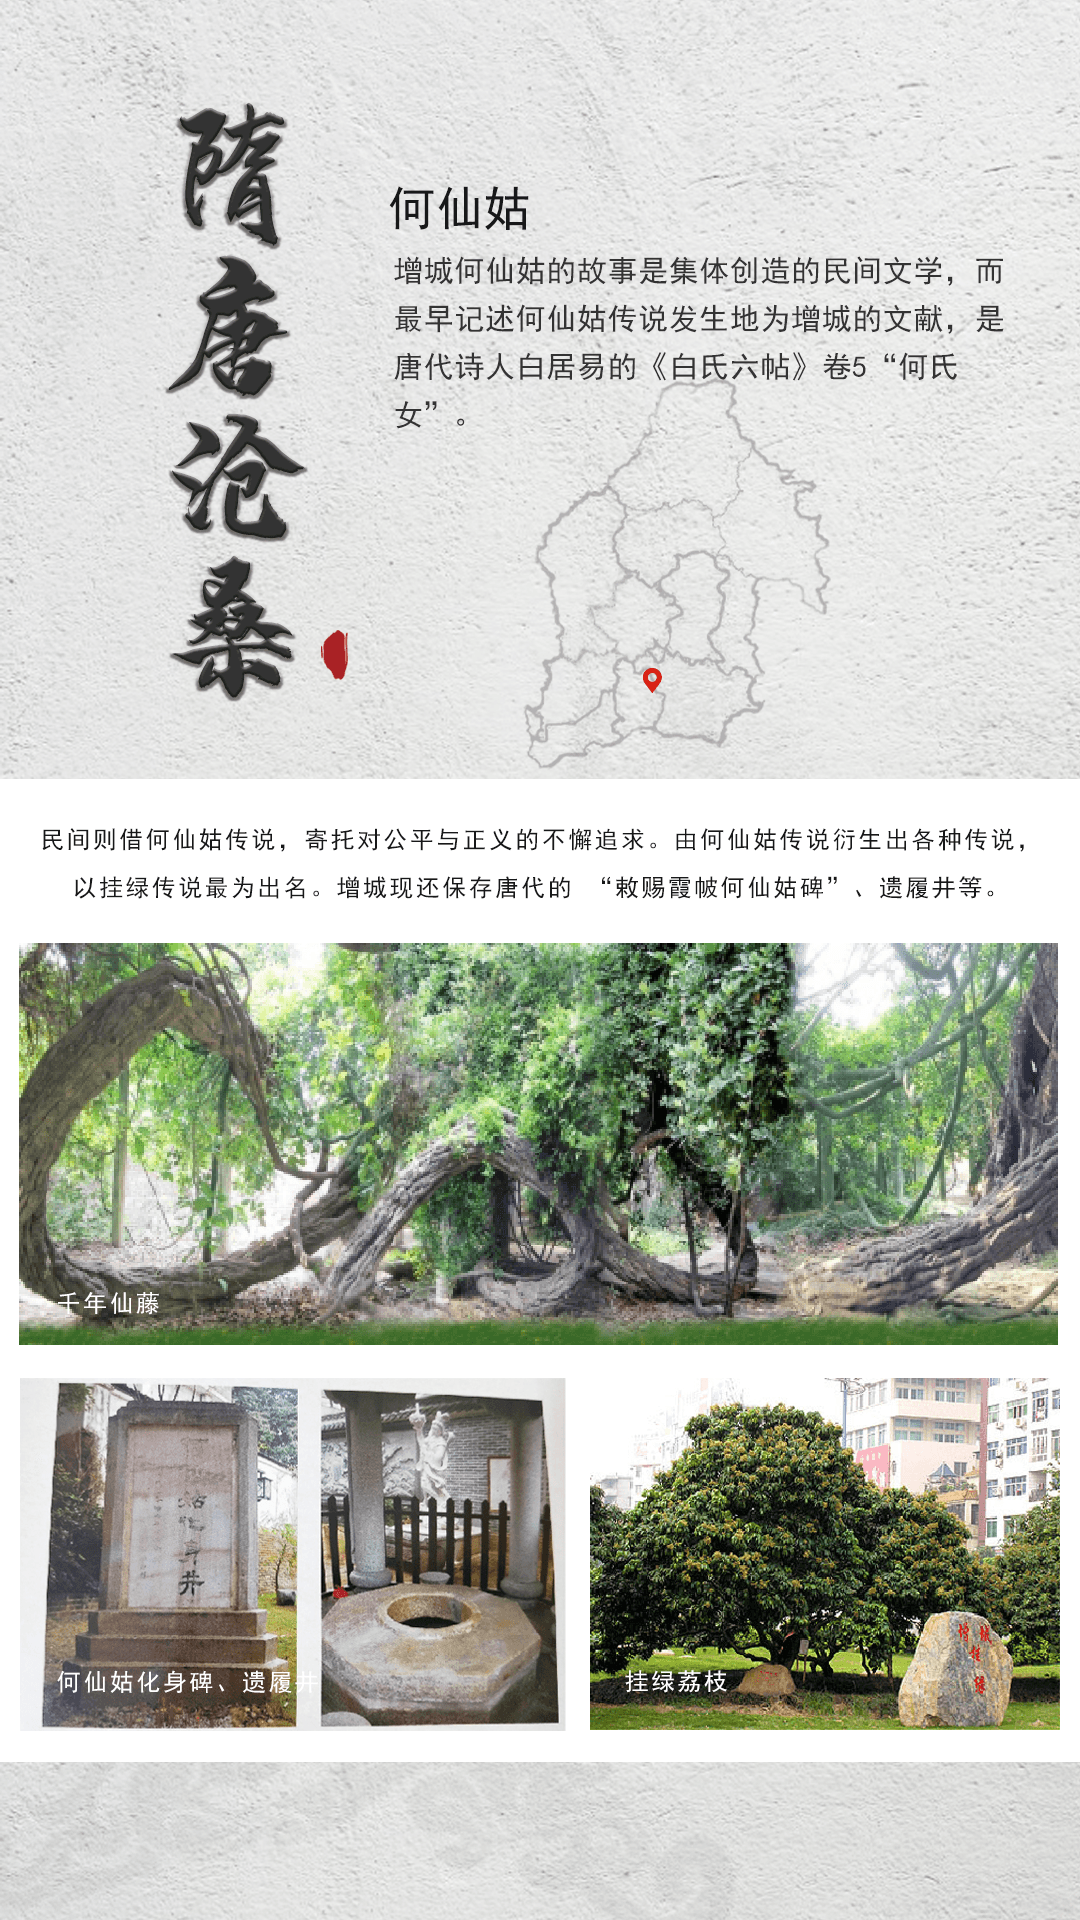 隋唐沧桑
何仙姑
增城何仙姑的故事是集体创造的民间文学，而
最早记述何仙姑传说发生地为增城的文献，是
唐代诗人白居易的《白氏六帖》卷5“何氏
女”。
民间则借何仙姑传说，寄托对公平与正义的不懈追求。由何仙姑传说衍生出各种传说，
以挂绿传说最为出名。增城现还保存唐代的 “敕赐霞帔何仙姑碑”、遗履井等。
千年仙藤
姑化身井
何仙姑化身碑、遗履井
挂绿荔枝